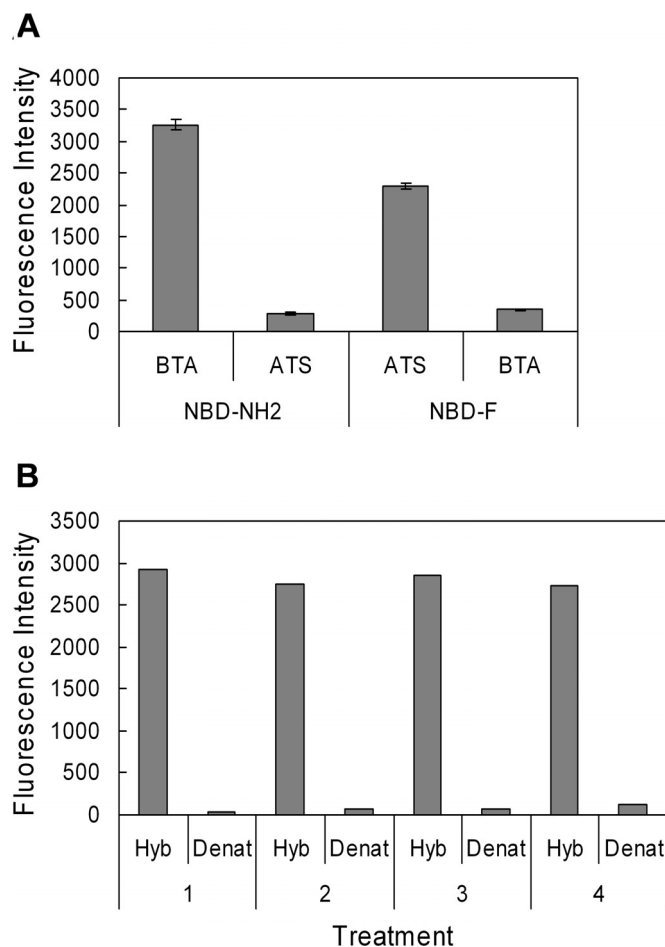 A
Fluorescence Intensity
4000
3500
3000
2500
2000
1500
1000
500
0
BTA ATS ATS BTA
NBD-NH2 NBD-F
B
Fluorescence Intensity
3500
3000
2500
2000
1500
1000
500
0
Hyb Denat Hyb Denat Hyb Denat Hyb Denat
1 2 3 4
Treatment